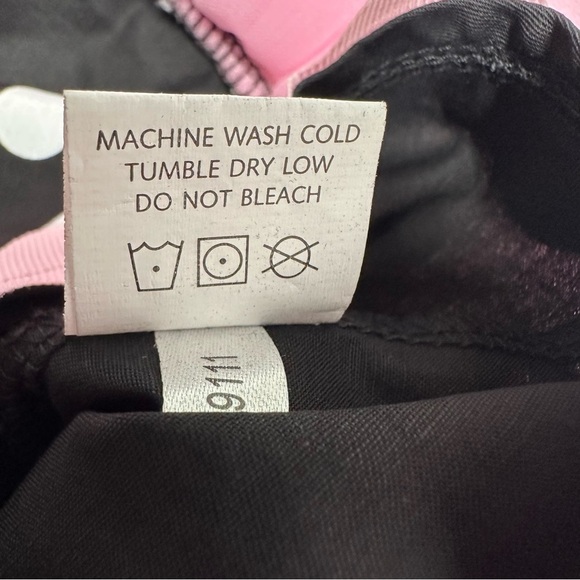 MACHINE WASH COLD
TUMBLE DRY LOW
DO NOT BLEACH
9111